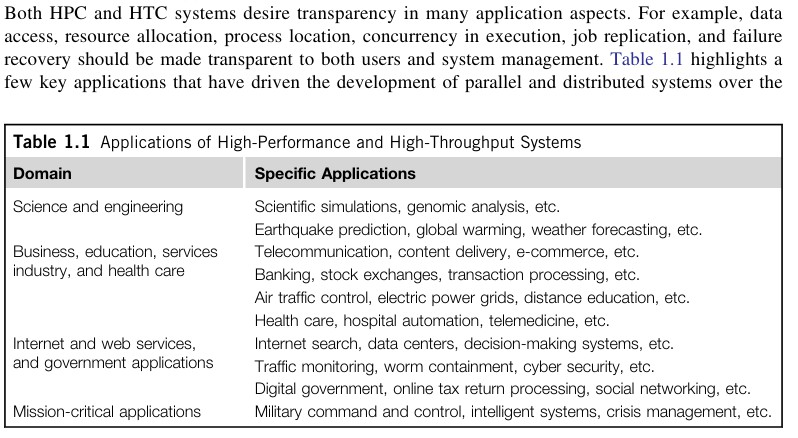 Both HPC and HTC systems desire transparency in many application aspects. For example, data
access, resource allocation, process location, concurrency in execution, job replication, and failure
recovery should be made transparent to both users and system management. Table 1.1 highlights a
few key applications that have driven the development of parallel and distributed systems over the
Table 1.1 Applications of High-Performance and High-Throughput Systems
Domain Specific Applications
Science and engineering Scientific simulations, genomic analysis, etc.
Earthquake prediction, global warming, weather forecasting, etc.
Business, education, services Telecommunication, content delivery, e-commerce, etc.
industry, and health care Banking, stock exchanges, transaction processing, etc.
Air traffic control, electric power grids, distance education, etc.
Health care, hospital automation, telemedicine, etc.
Internet and web services, Internet search, data centers, decision-making systems, etc.
and government applications Traffic monitoring, worm containment, cyber security, etc.
Digital government, online tax return processing, social networking, etc.
Mission-critical applications Military command and control, intelligent systems, crisis management, etc.